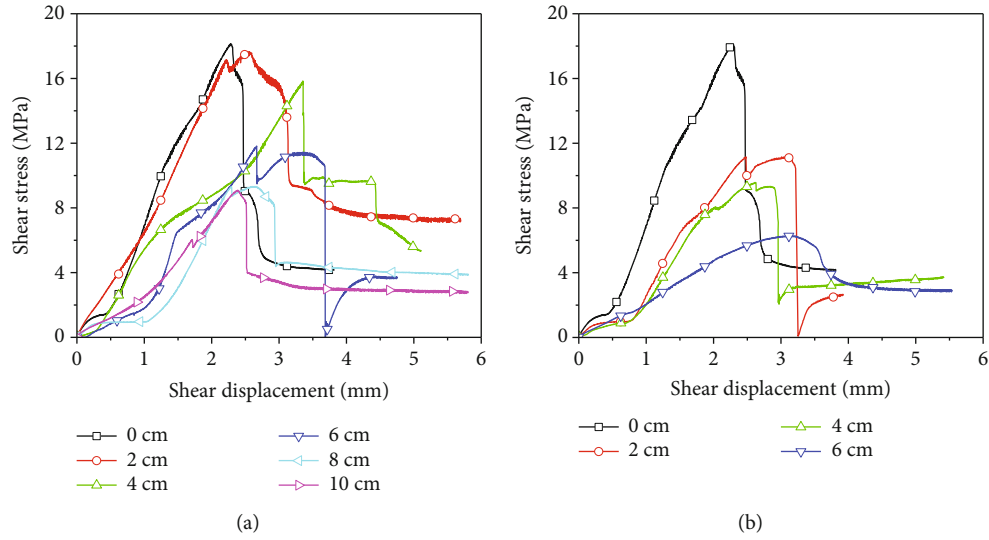 20
16
12
8
4
0
Shear stress (MPa)
0 1 2 3 4 5 6
Shear displacement (mm)
0 cm
2 cm
4 cm
6 cm
8 cm
10 cm
(a)
20
16
12
8
4
0
Shear stress (MPa)
0 1 2 3 4 5 6
Shear displacement (mm)
0 cm
2 cm
4 cm
6 cm
(b)